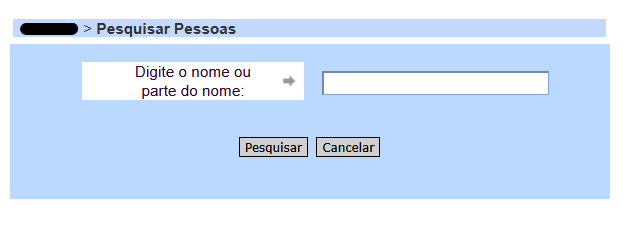 > Pesquisar Pessoas
Digite o nome ou
parte do nome:
Pesquisar Cancelar